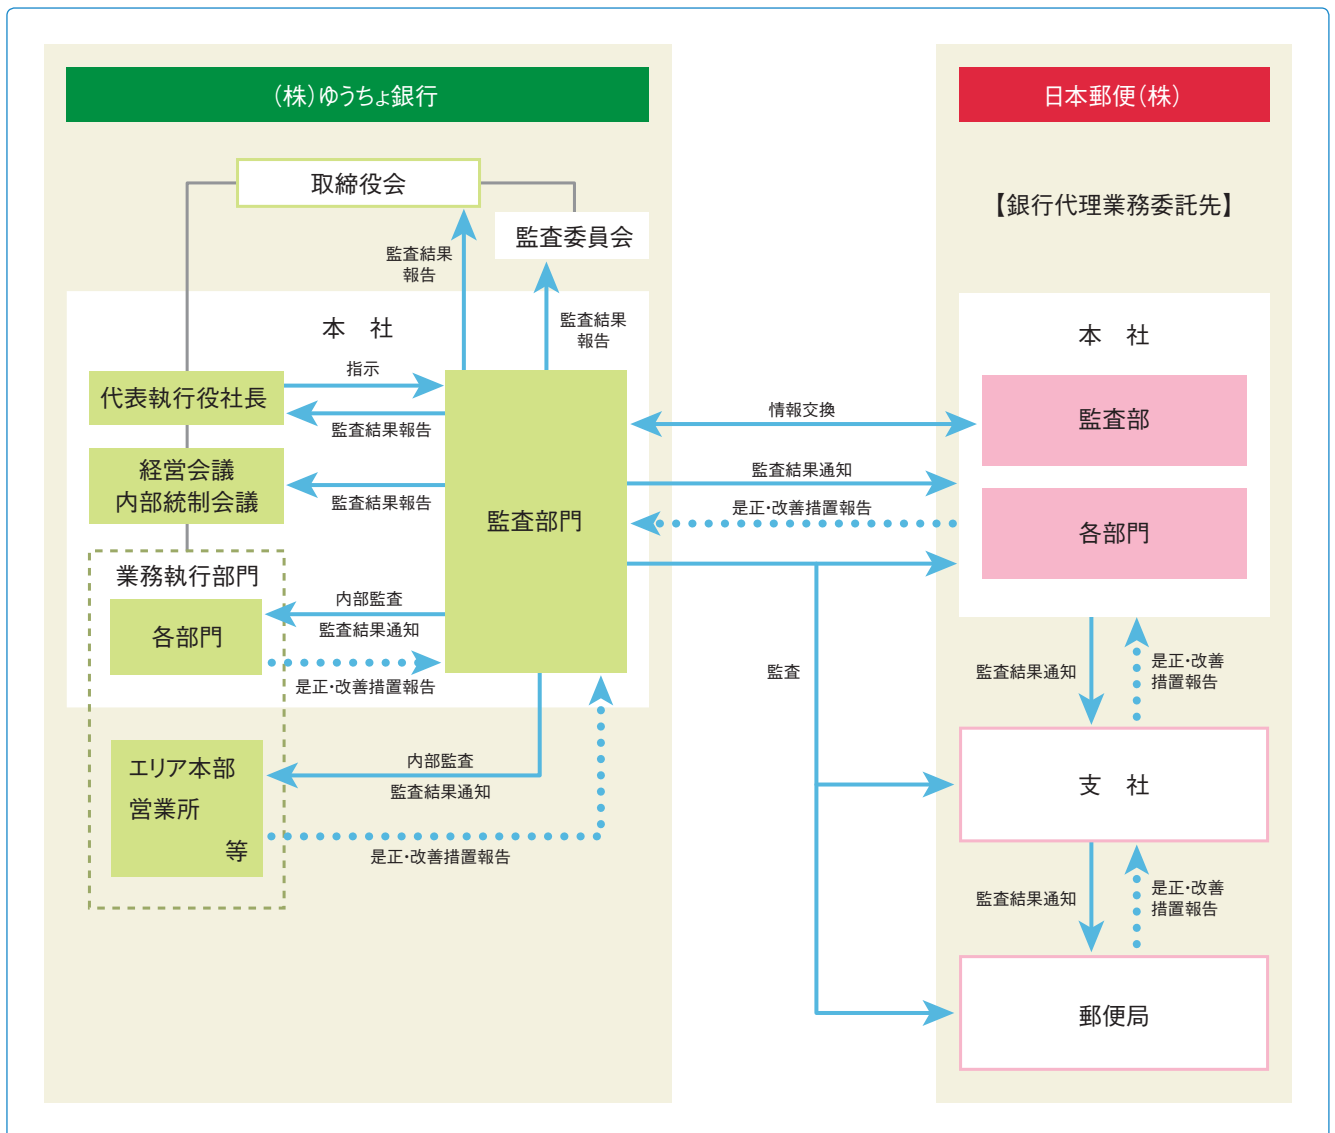 (株)ゆうちょ銀行
取締役会
監査委員会
監査結果
報告
監査結果
報告
本　社
代表執行役社長
指示
監査結果報告
経営会議
内部統制会議
監査結果報告
監査部門
業務執行部門
各部門
内部監査
監査結果通知
是正・改善措置報告
エリア本部
営業所
等
内部監査
監査結果通知
是正・改善措置報告
情報交換
監査結果通知
是正・改善措置報告
監査
日本郵便(株)
【銀行代理業務委託先】
本　社
監査部
各部門
監査結果通知
是正・改善
措置報告
支　社
監査結果通知
是正・改善
措置報告
郵便局